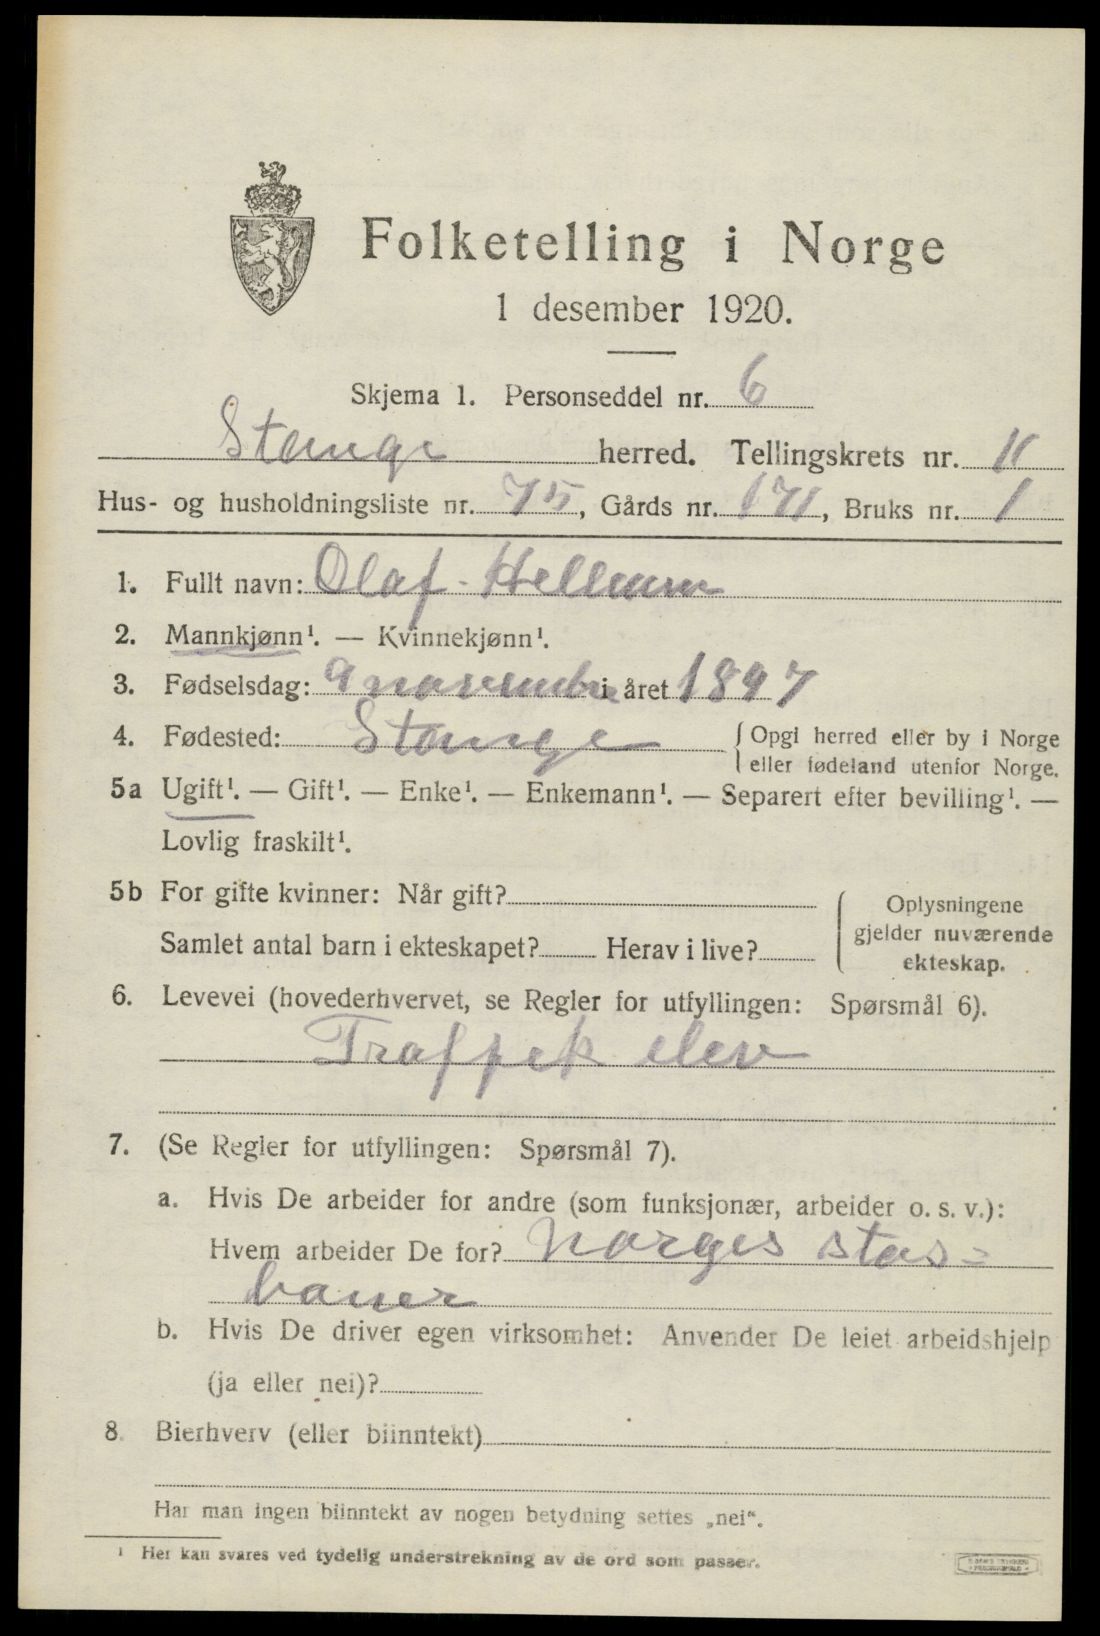 Folketelling i Norge
1 desember 1920.
Skjema 1. Personseddel nr. 6
Stange herred. Tellingskrets nr. 11
Hus- og husholdningsliste nr. 75, Gårds nr. 171, Bruks nr. 1
1. Fullt navn: Olaf Hellum
2. Mannkjønn¹. — Kvinnekjønn¹.
3. Fødselsdag: 9 november i året 1897
4. Fødested: Stange { Opgi herred eller by i Norge
eller fødeland utenfor Norge.
5a Ugift¹. — Gift¹. — Enke¹. — Enkemann¹. — Separert efter bevilling¹. —
Lovlig fraskilt¹.
5b For gifte kvinner: Når gift?
Samlet antal barn i ekteskapet? Herav i live?
Oplysningene
gjelder nuværende
ekteskap.
6. Levevei (hovederhvervet, se Regler for utfyllingen: Spørsmål 6).
Traffpek elev
7. (Se Regler for utfyllingen: Spørsmål 7).
a. Hvis De arbeider for andre (som funksjonær, arbeider o. s. v.):
Hvem arbeider De for? Norges stas=
baner
b. Hvis De driver egen virksomhet: Anvender De leiet arbeidshjelp
(ja eller nei)?
8. Bierhverv (eller biinntekt)
Har man ingen biinntekt av nogen betydning settes „nei“.
¹ Her kan svares ved tydelig understrekning av de ord som passer.